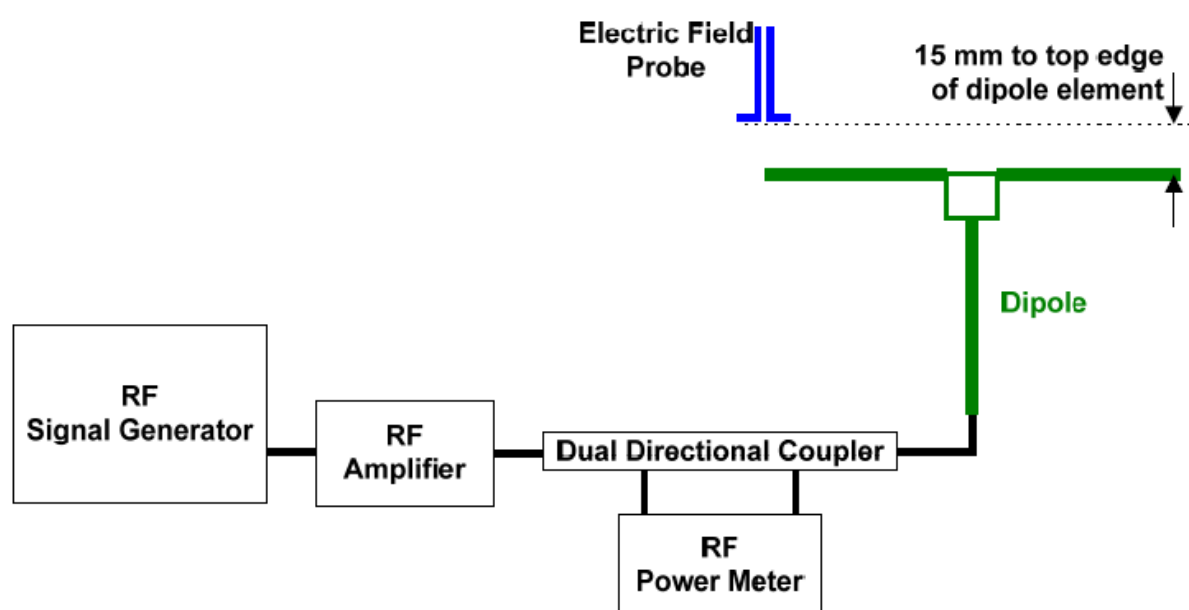 Electric Field
Probe
15 mm to top edge
of dipole element
Dipole
RF
Signal Generator
RF
Amplifier
Dual Directional Coupler
RF
Power Meter